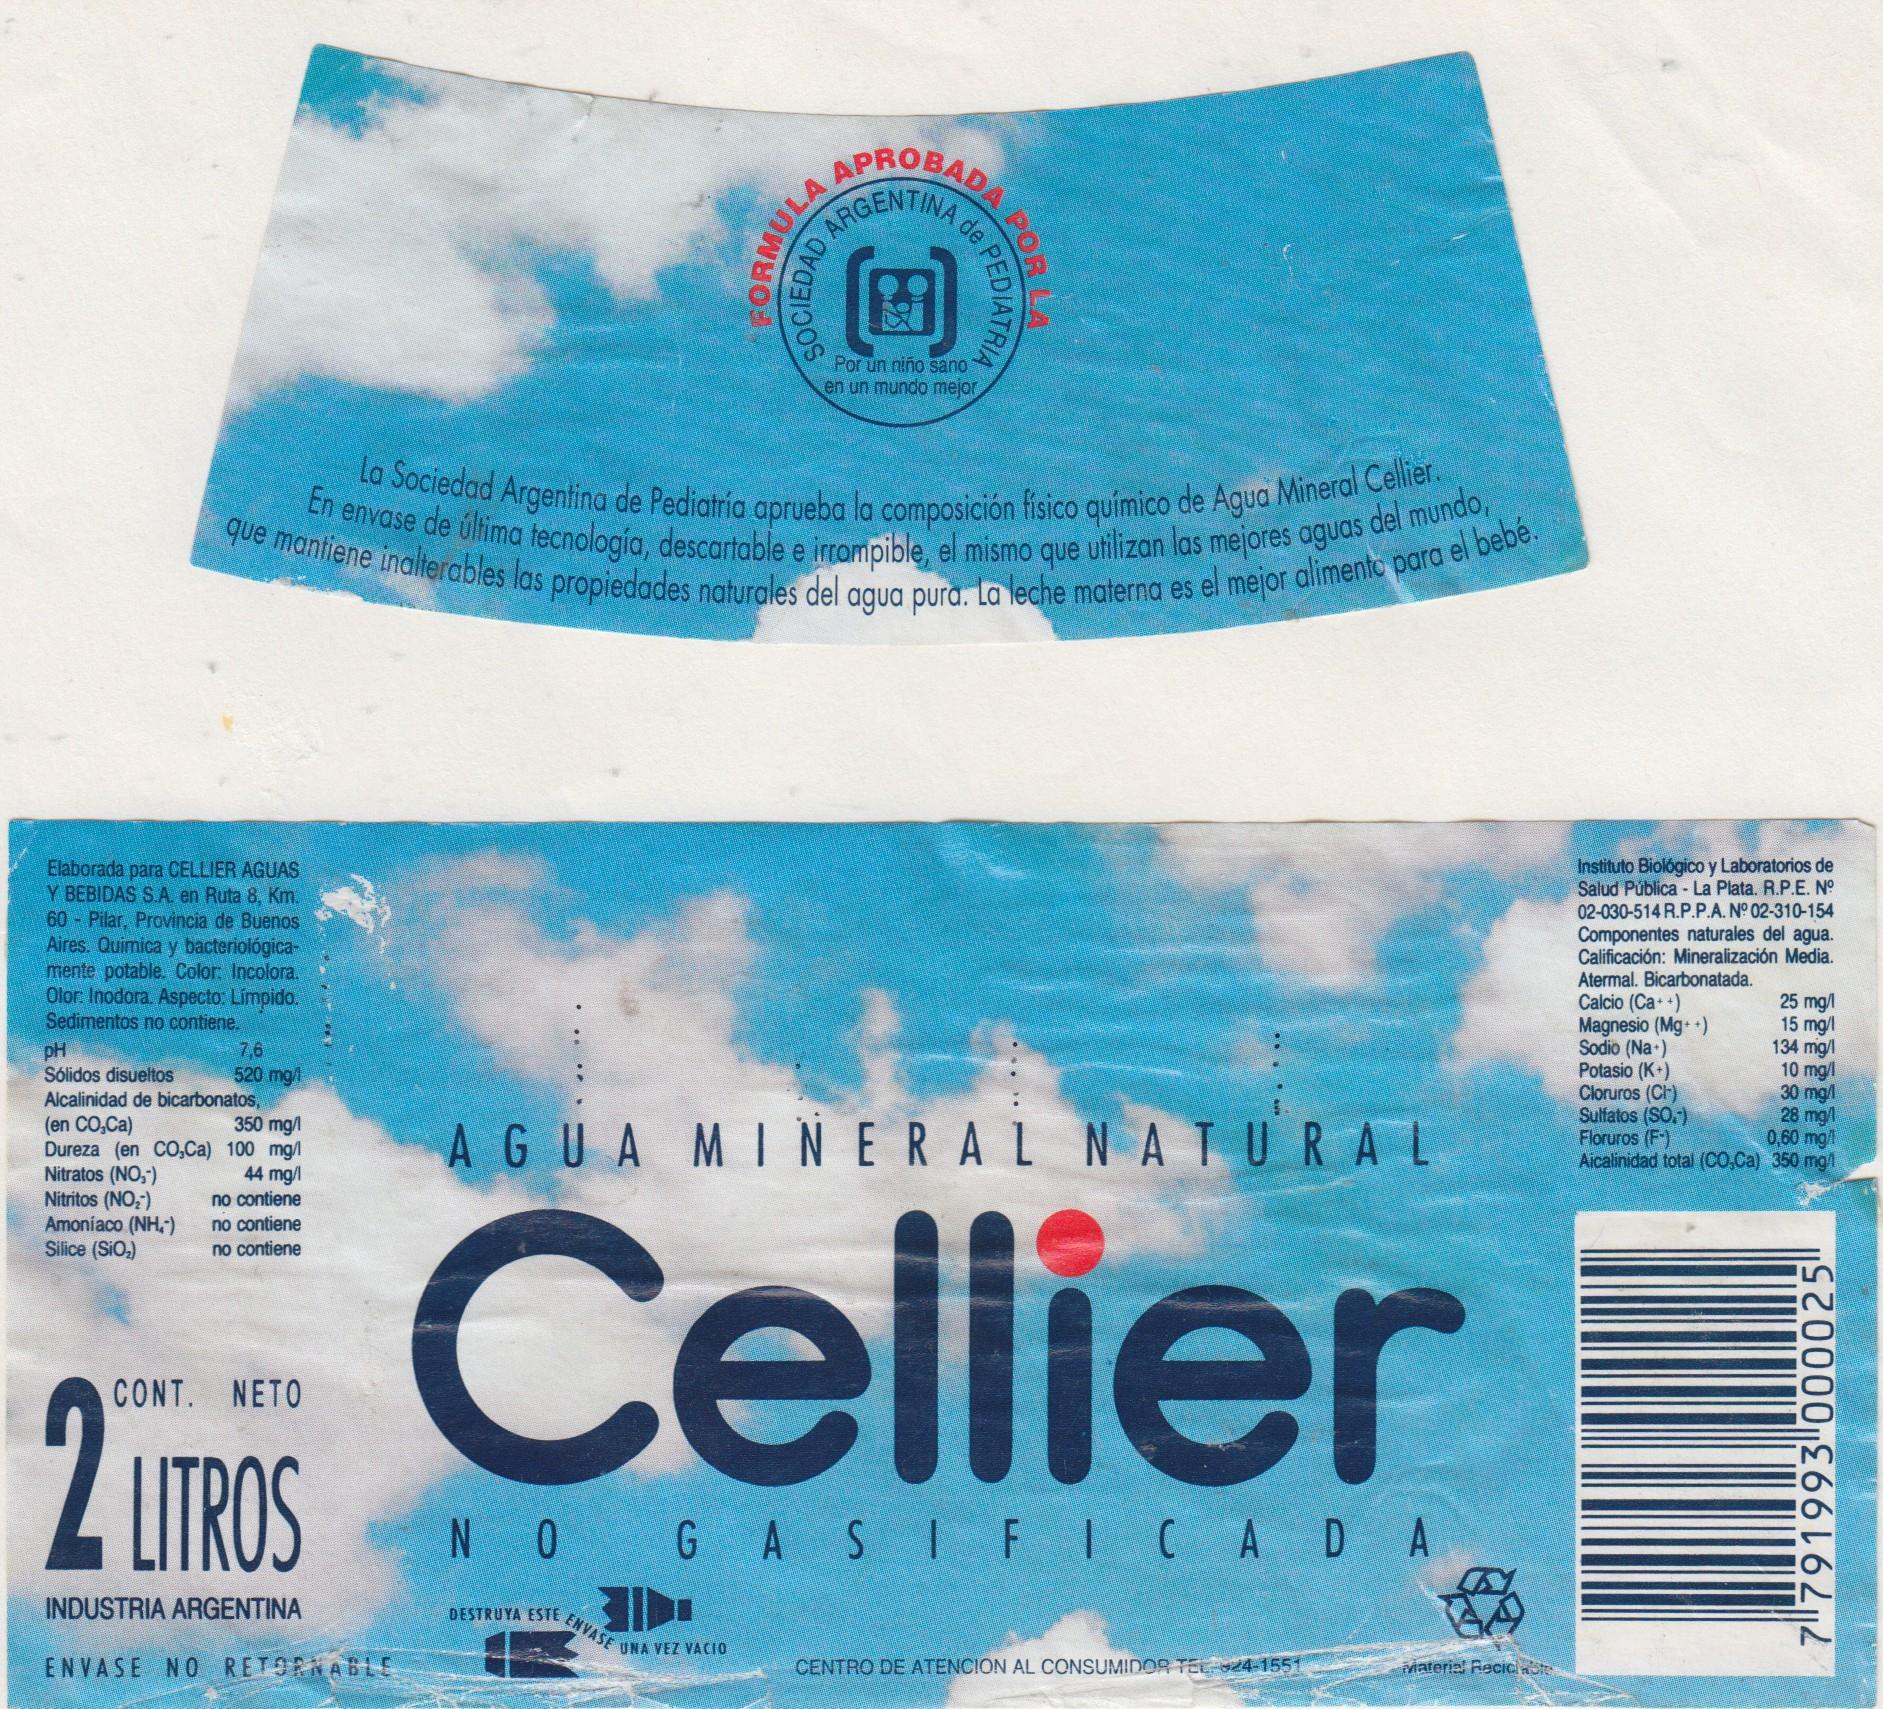 FORMULA APROBADA POR LA
SOCIEDAD ARGENTINA de PEDIATRIA
Por un niño sano
en un mundo mejor
La Sociedad Argentina de Pediatría aprueba la composición físico químico de Agua Mineral Cellier.
En envase de última tecnología, descartable e irrompible, el mismo que utilizan las mejores aguas del mundo,
que mantiene inalterables las propiedades naturales del agua pura. La leche materna es el mejor alimento para el bebé.
Elaborada para CELLIER AGUAS
Y BEBIDAS S.A. en Ruta 8, Km.
60 - Pilar, Provincia de Buenos
Aires. Quimica y bacteriológica-
mente potable. Color: Incolora.
Olor: Inodora. Aspecto: Límpido.
Sedimentos no contiene.
pH 7,6
Sólidos disueltos 520 mg/l
Alcalinidad de bicarbonatos,
(en CO₃Ca) 350 mg/l
Dureza (en CO₃Ca) 100 mg/l
Nitratos (NO₃-) 44 mg/l
Nitritos (NO₂-) no contiene
Amoníaco (NH₄-) no contiene
Silice (SiO₂) no contiene
CONT. NETO
2 LITROS
INDUSTRIA ARGENTINA
ENVASE NO RETORNABLE
AGUA MINERAL NATURAL
Cellier
NO GASIFICADA
DESTRUYA ESTE ENVASE UNA VEZ VACIO
CENTRO DE ATENCION AL CONSUMIDOR TEL. 824-1551
Material Reciclable
Instituto Biológico y Laboratorios de
Salud Pública - La Plata. R.P.E. Nº
02-030-514 R.P.P.A. Nº 02-310-154
Componentes naturales del agua.
Calificación: Mineralización Media.
Atermal. Bicarbonatada.
Calcio (Ca++) 25 mg/l
Magnesio (Mg++) 15 mg/l
Sodio (Na+) 134 mg/l
Potasio (K+) 10 mg/l
Cloruros (Cl-) 30 mg/l
Sulfatos (SO₄-) 28 mg/l
Floruros (F-) 0,60 mg/l
Alcalinidad total (CO₃Ca) 350 mg/l
7 791993 000025